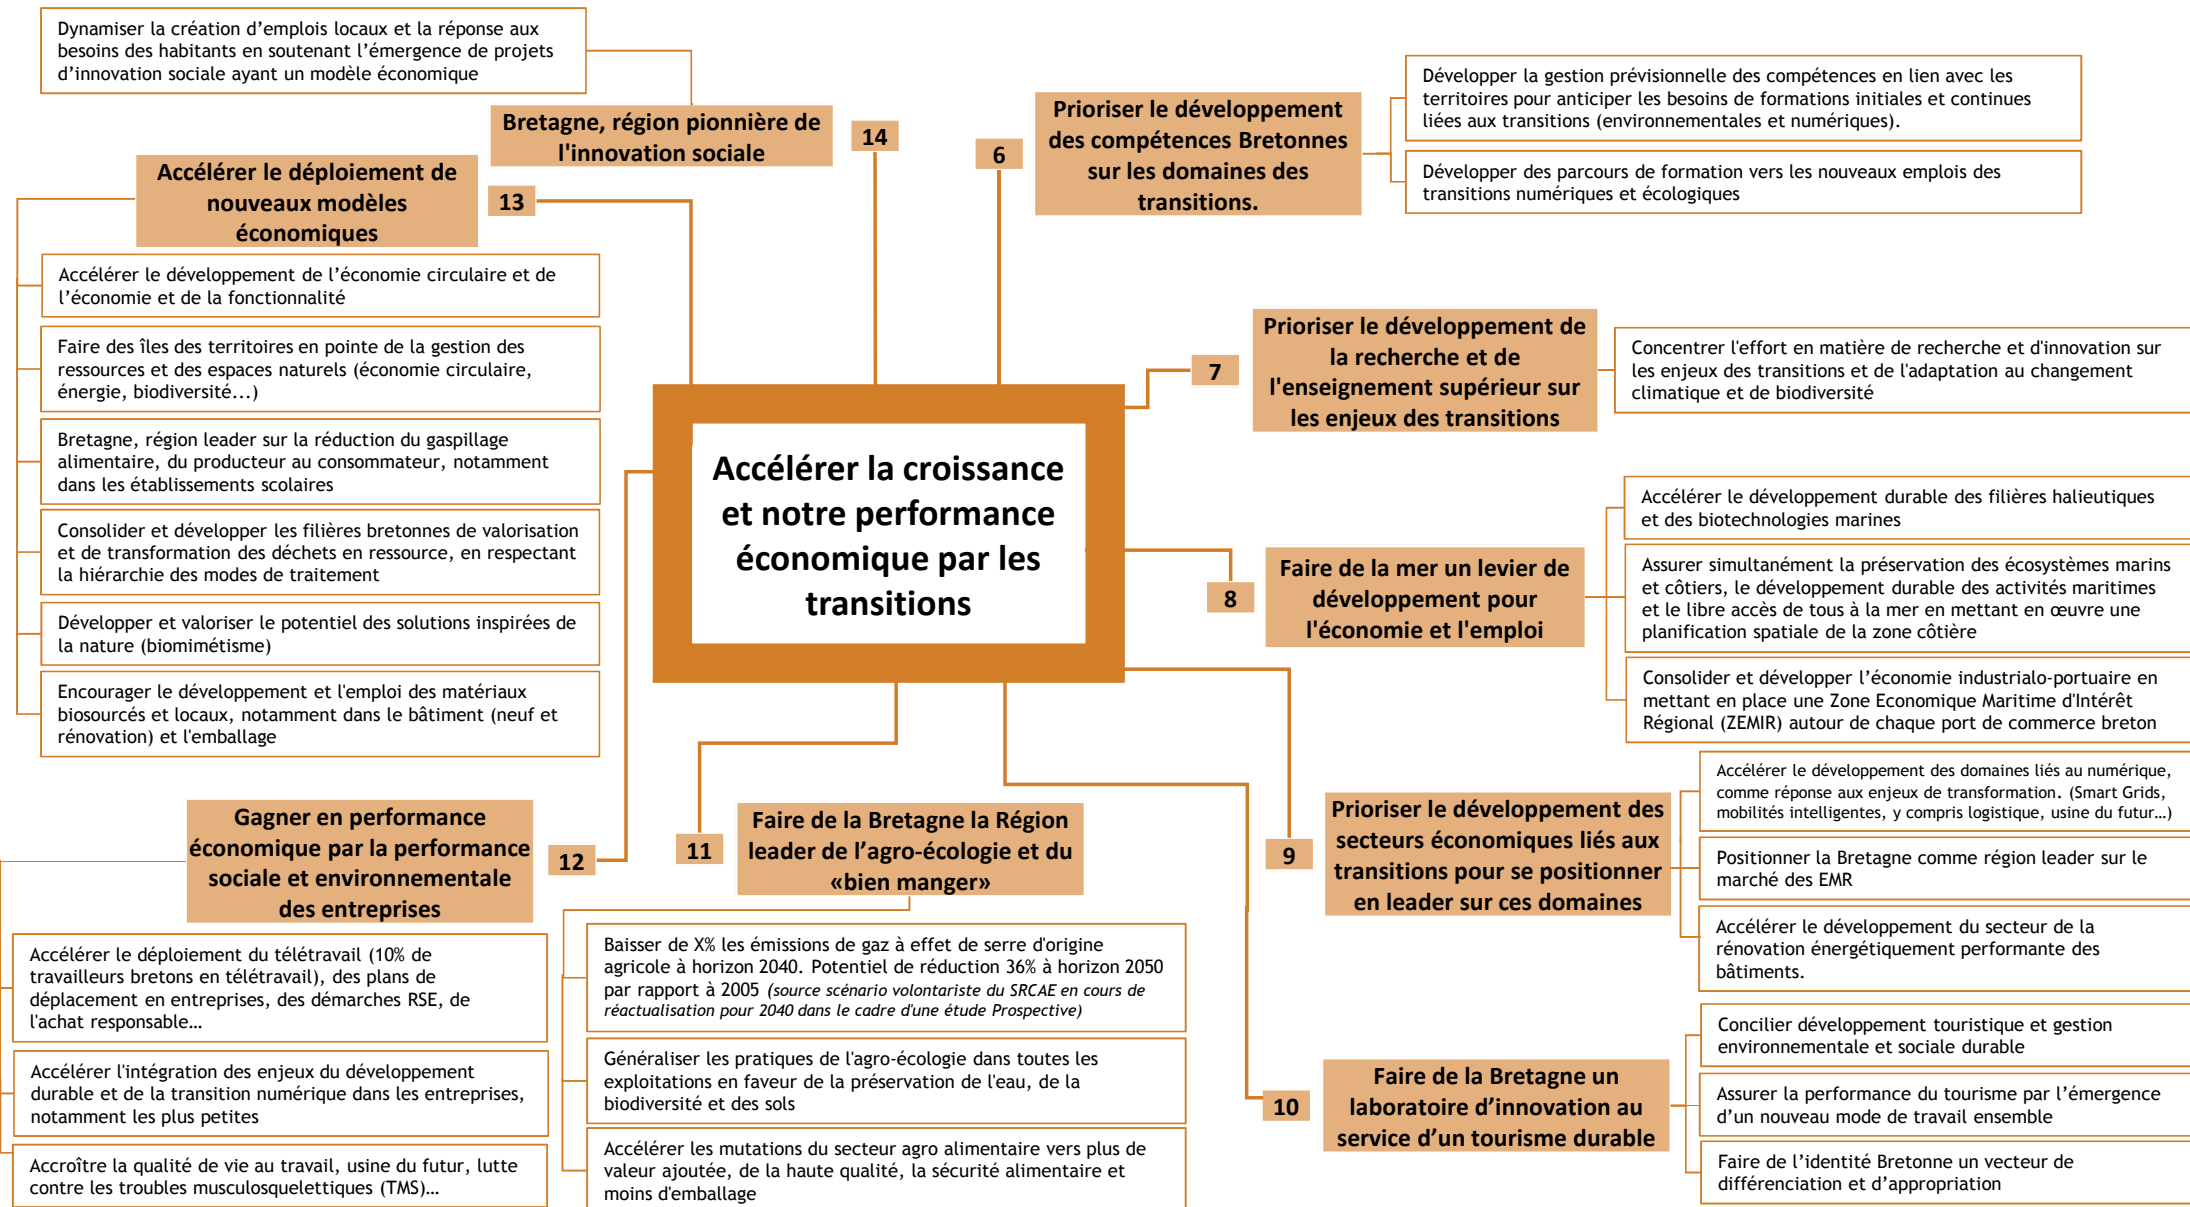 Accélérer la croissance
et notre performance
économique par les
transitions
6
Prioriser le développement
des compétences Bretonnes
sur les domaines des
transitions.
Développer la gestion prévisionnelle des compétences en lien avec les
territoires pour anticiper les besoins de formations initiales et continues
liées aux transitions (environnementales et numériques).
Développer des parcours de formation vers les nouveaux emplois des
transitions numériques et écologiques
7
Prioriser le développement de
la recherche et de
l'enseignement supérieur sur
les enjeux des transitions
Concentrer l'effort en matière de recherche et d'innovation sur
les enjeux des transitions et de l'adaptation au changement
climatique et de biodiversité
8
Faire de la mer un levier de
développement pour
l'économie et l'emploi
Accélérer le développement durable des filières halieutiques
et des biotechnologies marines
Assurer simultanément la préservation des écosystèmes marins
et côtiers, le développement durable des activités maritimes
et le libre accès de tous à la mer en mettant en œuvre une
planification spatiale de la zone côtière
Consolider et développer l’économie industrialo-portuaire en
mettant en place une Zone Economique Maritime d'Intérêt
Régional (ZEMIR) autour de chaque port de commerce breton
9
Prioriser le développement des
secteurs économiques liés aux
transitions pour se positionner
en leader sur ces domaines
Accélérer le développement des domaines liés au numérique,
comme réponse aux enjeux de transformation. (Smart Grids,
mobilités intelligentes, y compris logistique, usine du futur…)
Positionner la Bretagne comme région leader sur le
marché des EMR
Accélérer le développement du secteur de la
rénovation énergétiquement performante des
bâtiments.
10
Faire de la Bretagne un
laboratoire d’innovation au
service d’un tourisme durable
Concilier développement touristique et gestion
environnementale et sociale durable
Assurer la performance du tourisme par l’émergence
d’un nouveau mode de travail ensemble
Faire de l’identité Bretonne un vecteur de
différenciation et d’appropriation
11
Faire de la Bretagne la Région
leader de l’agro-écologie et du
«bien manger»
Baisser de X% les émissions de gaz à effet de serre d'origine
agricole à horizon 2040. Potentiel de réduction 36% à horizon 2050
par rapport à 2005 (source scénario volontariste du SRCAE en cours de
réactualisation pour 2040 dans le cadre d'une étude Prospective)
Généraliser les pratiques de l'agro-écologie dans toutes les
exploitations en faveur de la préservation de l'eau, de la
biodiversité et des sols
Accélérer les mutations du secteur agro alimentaire vers plus de
valeur ajoutée, de la haute qualité, la sécurité alimentaire et
moins d'emballage
12
Gagner en performance
économique par la performance
sociale et environnementale
des entreprises
Accélérer le déploiement du télétravail (10% de
travailleurs bretons en télétravail), des plans de
déplacement en entreprises, des démarches RSE, de
l'achat responsable…
Accélérer l'intégration des enjeux du développement
durable et de la transition numérique dans les entreprises,
notamment les plus petites
Accroître la qualité de vie au travail, usine du futur, lutte
contre les troubles musculosquelettiques (TMS)…
13
Accélérer le déploiement de
nouveaux modèles
économiques
Accélérer le développement de l’économie circulaire et de
l’économie et de la fonctionnalité
Faire des îles des territoires en pointe de la gestion des
ressources et des espaces naturels (économie circulaire,
énergie, biodiversité...)
Bretagne, région leader sur la réduction du gaspillage
alimentaire, du producteur au consommateur, notamment
dans les établissements scolaires
Consolider et développer les filières bretonnes de valorisation
et de transformation des déchets en ressource, en respectant
la hiérarchie des modes de traitement
Développer et valoriser le potentiel des solutions inspirées de
la nature (biomimétisme)
Encourager le développement et l'emploi des matériaux
biosourcés et locaux, notamment dans le bâtiment (neuf et
rénovation) et l'emballage
14
Bretagne, région pionnière de
l'innovation sociale
Dynamiser la création d’emplois locaux et la réponse aux
besoins des habitants en soutenant l’émergence de projets
d’innovation sociale ayant un modèle économique